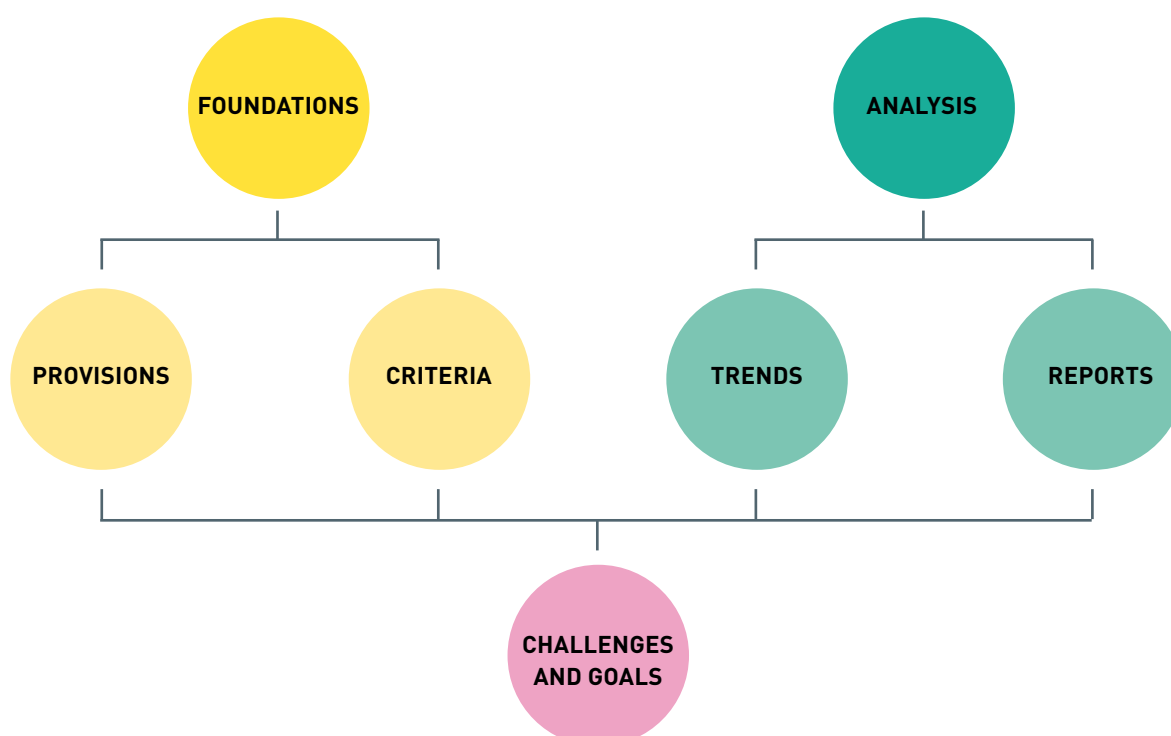 FOUNDATIONS
ANALYSIS
PROVISIONS
CRITERIA
TRENDS
REPORTS
CHALLENGES
AND GOALS